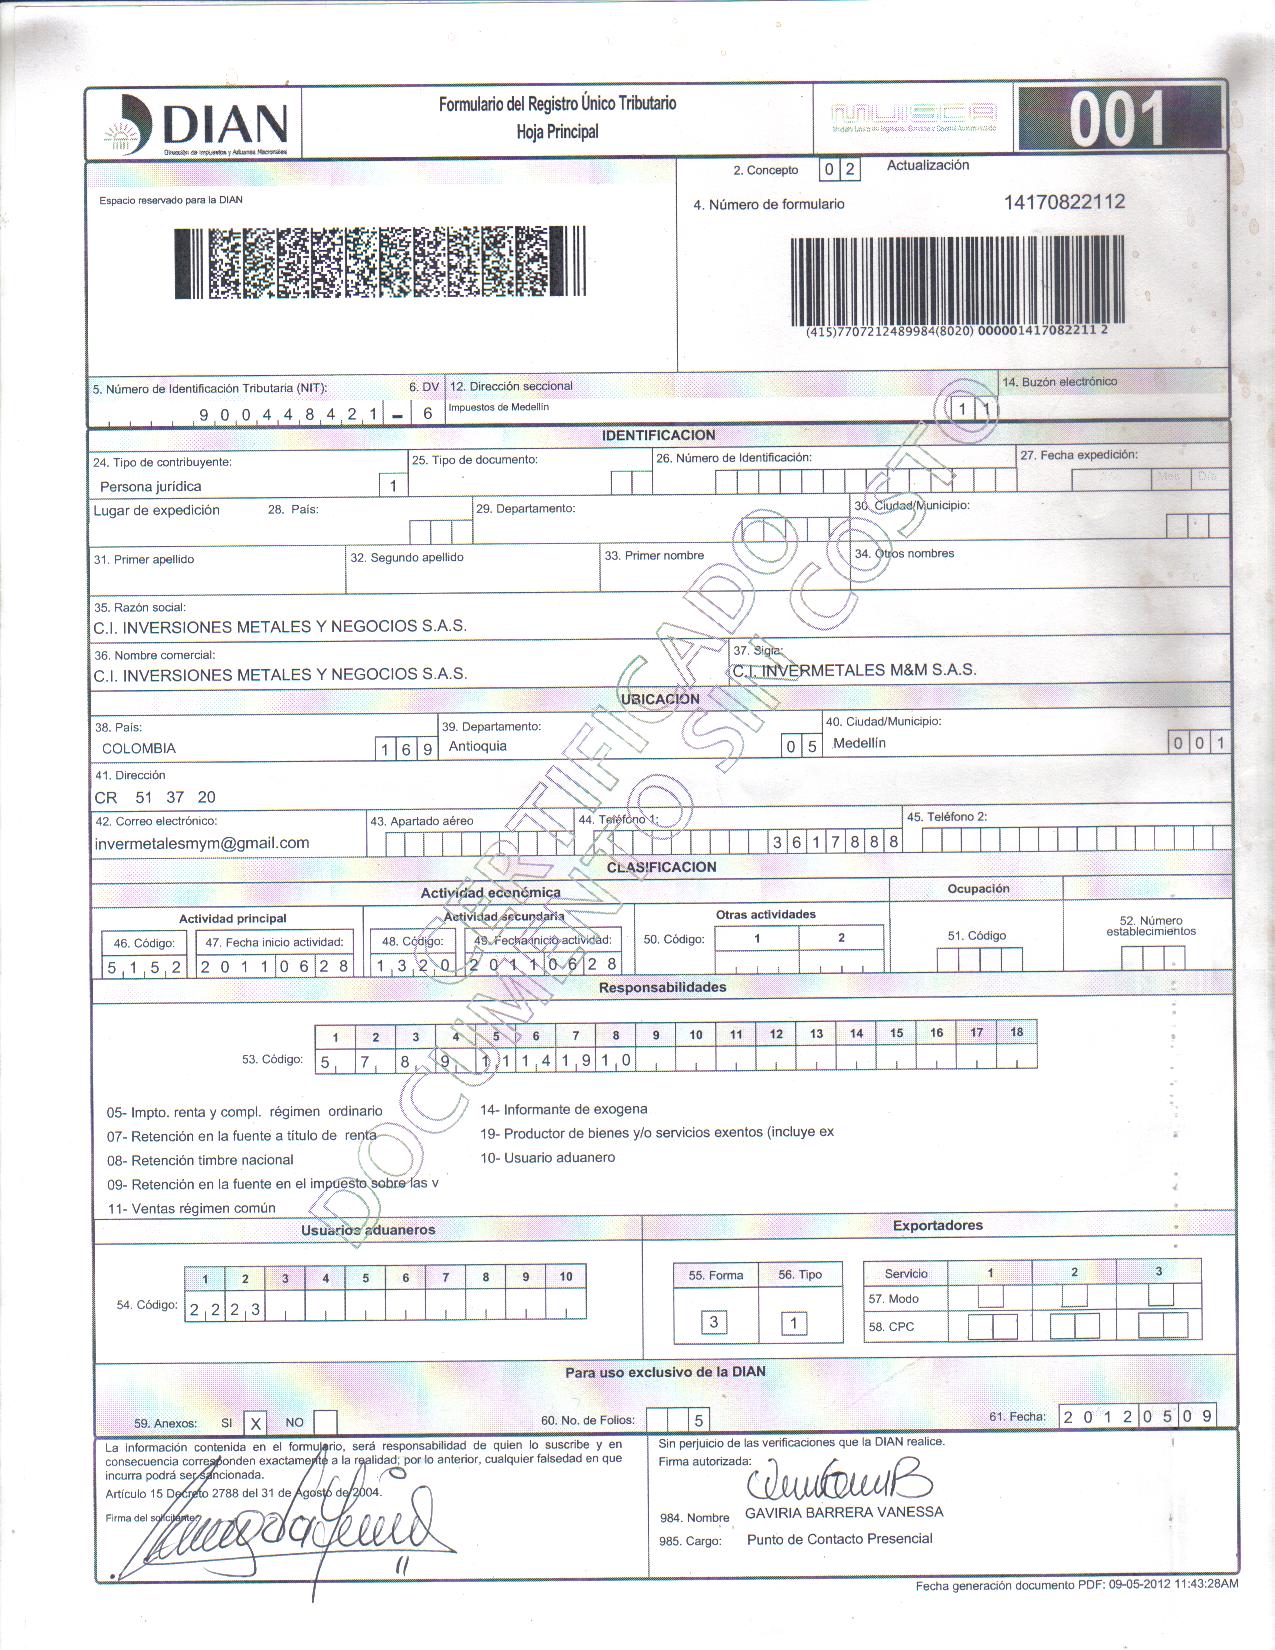 DIAN
Dirección de Impuestos y Aduanas Nacionales
Formulario del Registro Único Tributario
Hoja Principal
MUISCA
001
2. Concepto 0 2 Actualización
Espacio reservado para la DIAN
4. Número de formulario 14170822112
(415)7707212489984(8020) 000001417082211 2
5. Número de Identificación Tributaria (NIT): 6. DV 12. Dirección seccional 14. Buzón electrónico
9 0 0 4 4 8 4 2 1 - 6 Impuestos de Medellín 1 1
IDENTIFICACION
24. Tipo de contribuyente: 25. Tipo de documento: 26. Número de Identificación: 27. Fecha expedición:
Persona jurídica 1 Mes Día
Lugar de expedición 28. País: 29. Departamento: 30. Ciudad/Municipio:
31. Primer apellido 32. Segundo apellido 33. Primer nombre 34. Otros nombres
35. Razón social:
C.I. INVERSIONES METALES Y NEGOCIOS S.A.S.
36. Nombre comercial: 37. Sigla:
C.I. INVERSIONES METALES Y NEGOCIOS S.A.S. C.I. INVERMETALES M&M S.A.S.
UBICACION
38. País: 39. Departamento: 40. Ciudad/Municipio:
COLOMBIA 1 6 9 Antioquia 0 5 Medellín 0 0 1
41. Dirección
CR 51 37 20
42. Correo electrónico: 43. Apartado aéreo 44. Teléfono 1: 45. Teléfono 2:
invermetalesmym@gmail.com 3 6 1 7 8 8 8
CLASIFICACION
Actividad económica Ocupación
Actividad principal Actividad secundaria Otras actividades 52. Número establecimientos
46. Código: 47. Fecha inicio actividad: 48. Código: 49. Fecha inicio actividad: 50. Código: 1 2 51. Código
5 1 5 2 2 0 1 1 0 6 2 8 1 3 2 0 2 0 1 1 0 6 2 8
Responsabilidades
1 2 3 4 5 6 7 8 9 10 11 12 13 14 15 16 17 18
53. Código: 5 7 8 9 1 1 1 4 1 9 1 0
05- Impto. renta y compl. régimen ordinario 14- Informante de exogena
07- Retención en la fuente a titulo de renta 19- Productor de bienes y/o servicios exentos (incluye ex
08- Retención timbre nacional 10- Usuario aduanero
09- Retención en la fuente en el impuesto sobre las v
11- Ventas régimen común
Usuarios aduaneros Exportadores
1 2 3 4 5 6 7 8 9 10 55. Forma 56. Tipo Servicio 1 2 3
54. Código: 2 2 2 3 3 1 57. Modo
58. CPC
Para uso exclusivo de la DIAN
59. Anexos: SI X NO 60. No. de Folios: 5 61. Fecha: 2 0 1 2 0 5 0 9
La información contenida en el formulario, será responsabilidad de quien lo suscribe y en
consecuencia corresponden exactamente a la realidad; por lo anterior, cualquier falsedad en que
incurra podrá ser sancionada.
Artículo 15 Decreto 2788 del 31 de Agosto de 2004.
Firma del solicitante:
Sin perjuicio de las verificaciones que la DIAN realice.
Firma autorizada:
984. Nombre GAVIRIA BARRERA VANESSA
985. Cargo: Punto de Contacto Presencial
Fecha generación documento PDF: 09-05-2012 11:43:28AM
CERTIFICADO
DOCUMENTO SIN COSTO